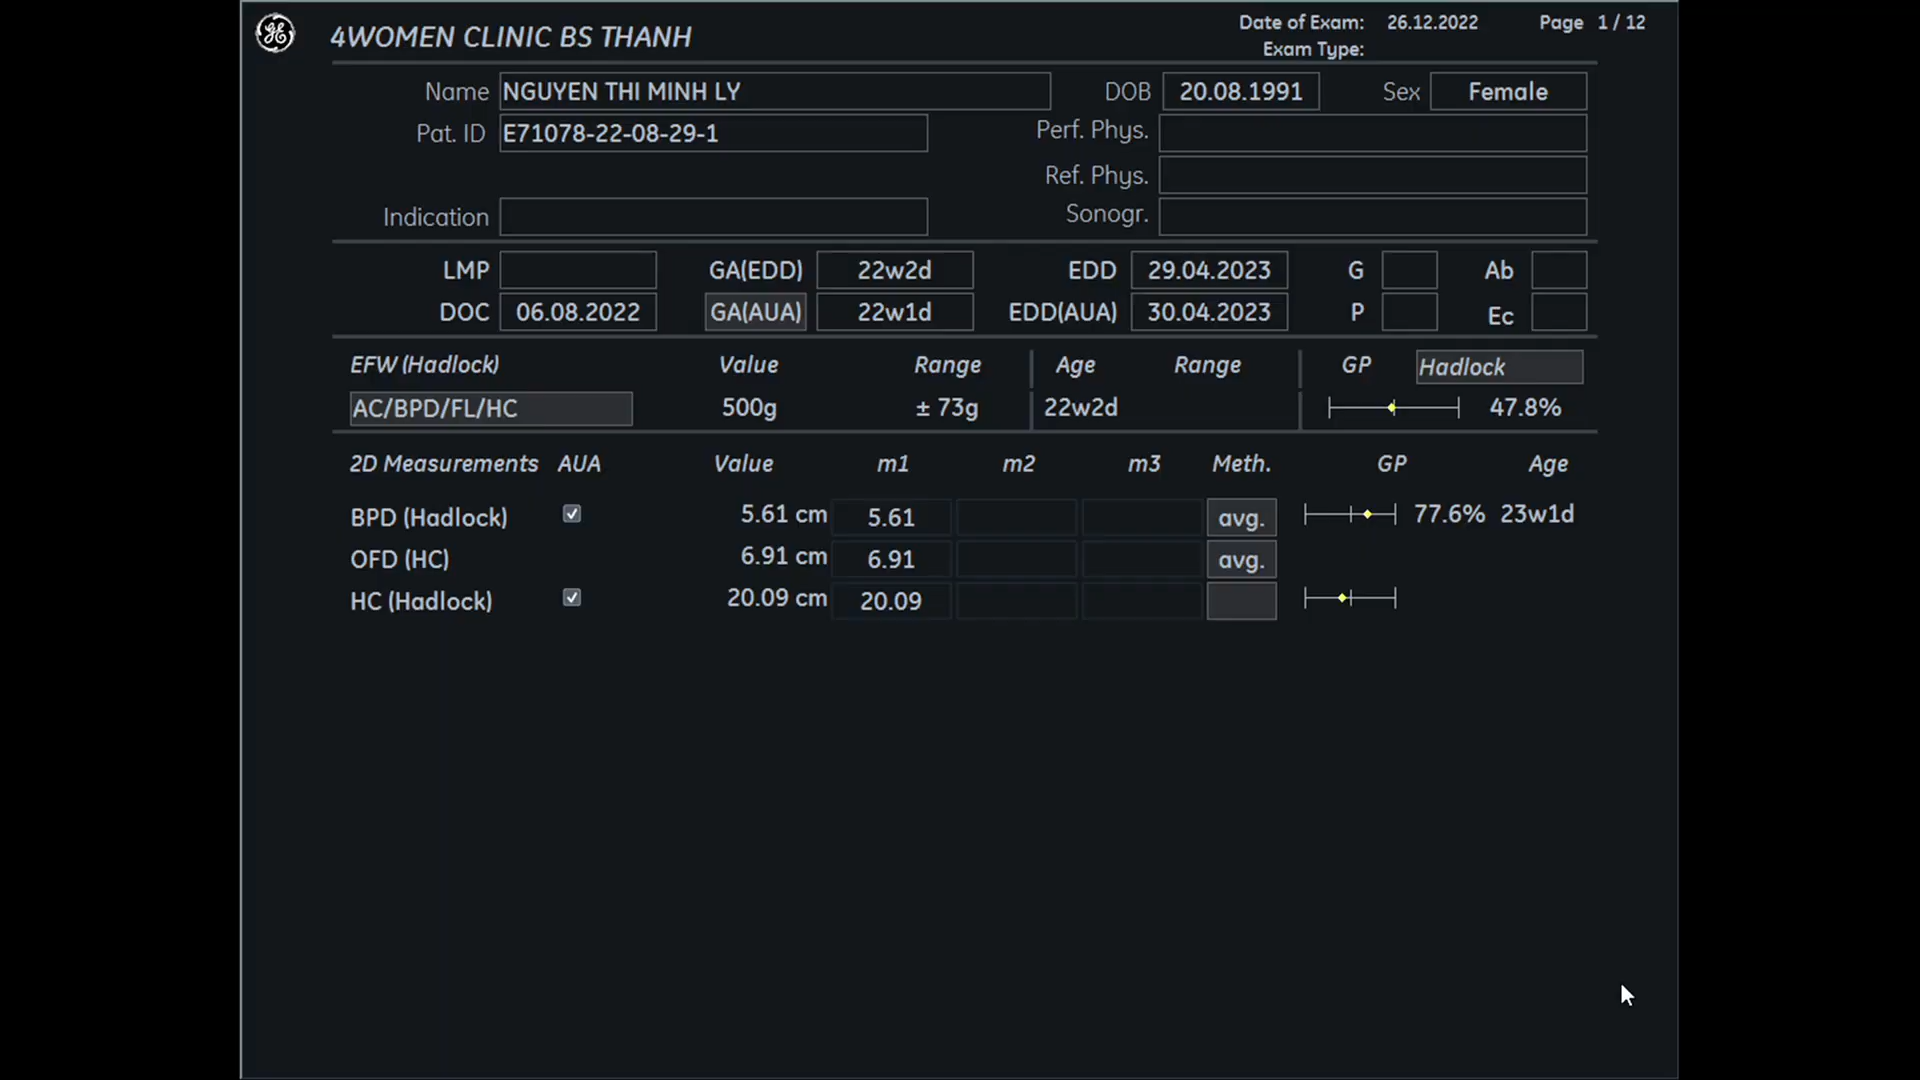 4WOMEN CLINIC BS THANH Date of Exam: 26.12.2022 Page 1 / 12
Exam Type:
Name NGUYEN THI MINH LY DOB 20.08.1991 Sex Female
Pat. ID E71078-22-08-29-1 Perf. Phys.
Ref. Phys.
Indication Sonogr.
LMP GA(EDD) 22w2d EDD 29.04.2023 G Ab
DOC 06.08.2022 GA(AUA) 22w1d EDD(AUA) 30.04.2023 P Ec
EFW (Hadlock) Value Range Age Range GP Hadlock
AC/BPD/FL/HC 500g ± 73g 22w2d 47.8%
2D Measurements AUA Value m1 m2 m3 Meth. GP Age
BPD (Hadlock) 5.61 cm 5.61 avg. 77.6% 23w1d
OFD (HC) 6.91 cm 6.91 avg.
HC (Hadlock) 20.09 cm 20.09